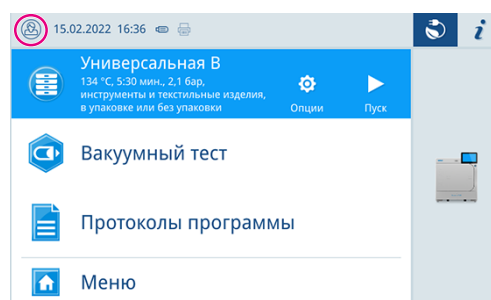 15.02.2022 16:36
i
Универсальная В
134 °C, 5:30 мин., 2,1 бар,
инструменты и текстильные изделия,
в упаковке или без упаковки
Опции
Пуск
Вакуумный тест
Протоколы программы
Меню